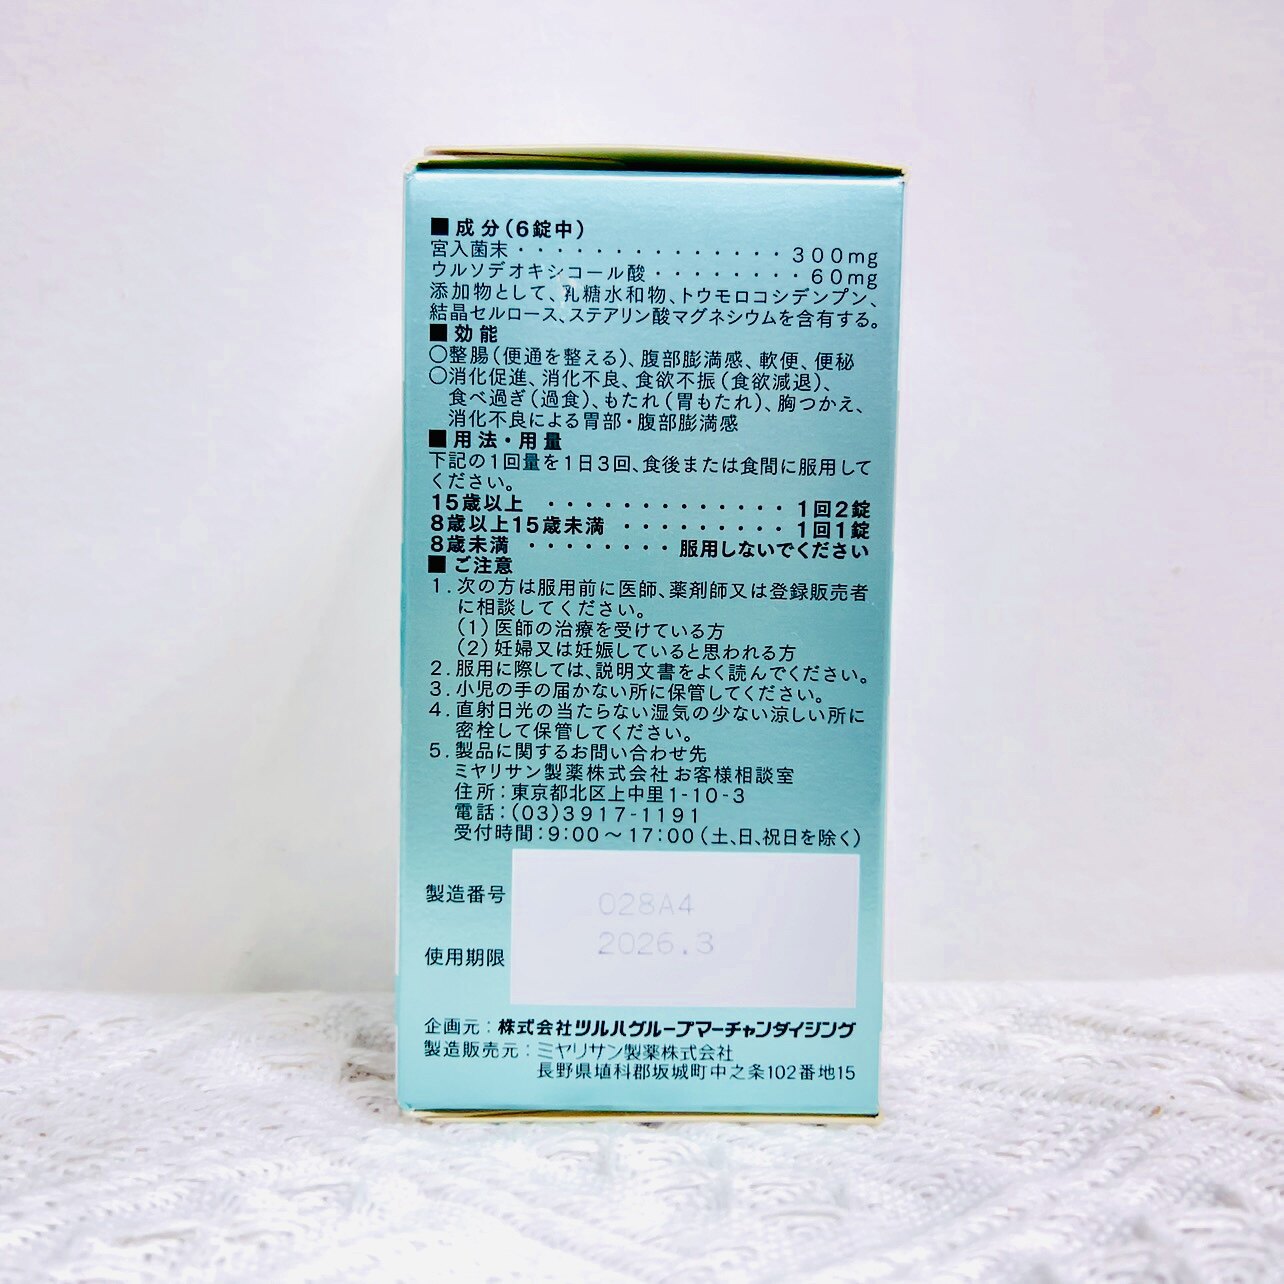 ■成分(6錠中)
宮入菌末・・・・・・・・・・・・・・300mg
ウルソデオキシコール酸・・・・・・・・60mg
添加物として、乳糖水和物、トウモロコシデンプン、
結晶セルロース、ステアリン酸マグネシウムを含有する。
■効能
○整腸(便通を整える)、腹部膨満感、軟便、便秘
○消化促進、消化不良、食欲不振(食欲減退)、
食べ過ぎ(過食)、もたれ(胃もたれ)、胸つかえ、
消化不良による胃部・腹部膨満感
■用法・用量
下記の1回量を1日3回、食後または食間に服用して
ください。
15歳以上 ・・・・・・・・・・・・・1回2錠
8歳以上15歳未満 ・・・・・・・・・1回1錠
8歳未満 ・・・・・・・・服用しないでください
■ご注意
1. 次の方は服用前に医師、薬剤師又は登録販売者
に相談してください。
(1)医師の治療を受けている方
(2)妊婦又は妊娠していると思われる方
2. 服用に際しては、説明文書をよく読んでください。
3. 小児の手の届かない所に保管してください。
4. 直射日光の当たらない湿気の少ない涼しい所に
密栓して保管してください。
5. 製品に関するお問い合わせ先
ミヤリサン製薬株式会社 お客様相談室
住所:東京都北区上中里1-10-3
電話:(03)3917-1191
受付時間:9:00〜17:00(土、日、祝日を除く)
製造番号 028A4
使用期限 2026.3
企画元:株式会社ツルハグループマーチャンダイジング
製造販売元:ミヤリサン製薬株式会社
長野県埴科郡坂城町中之条102番地15